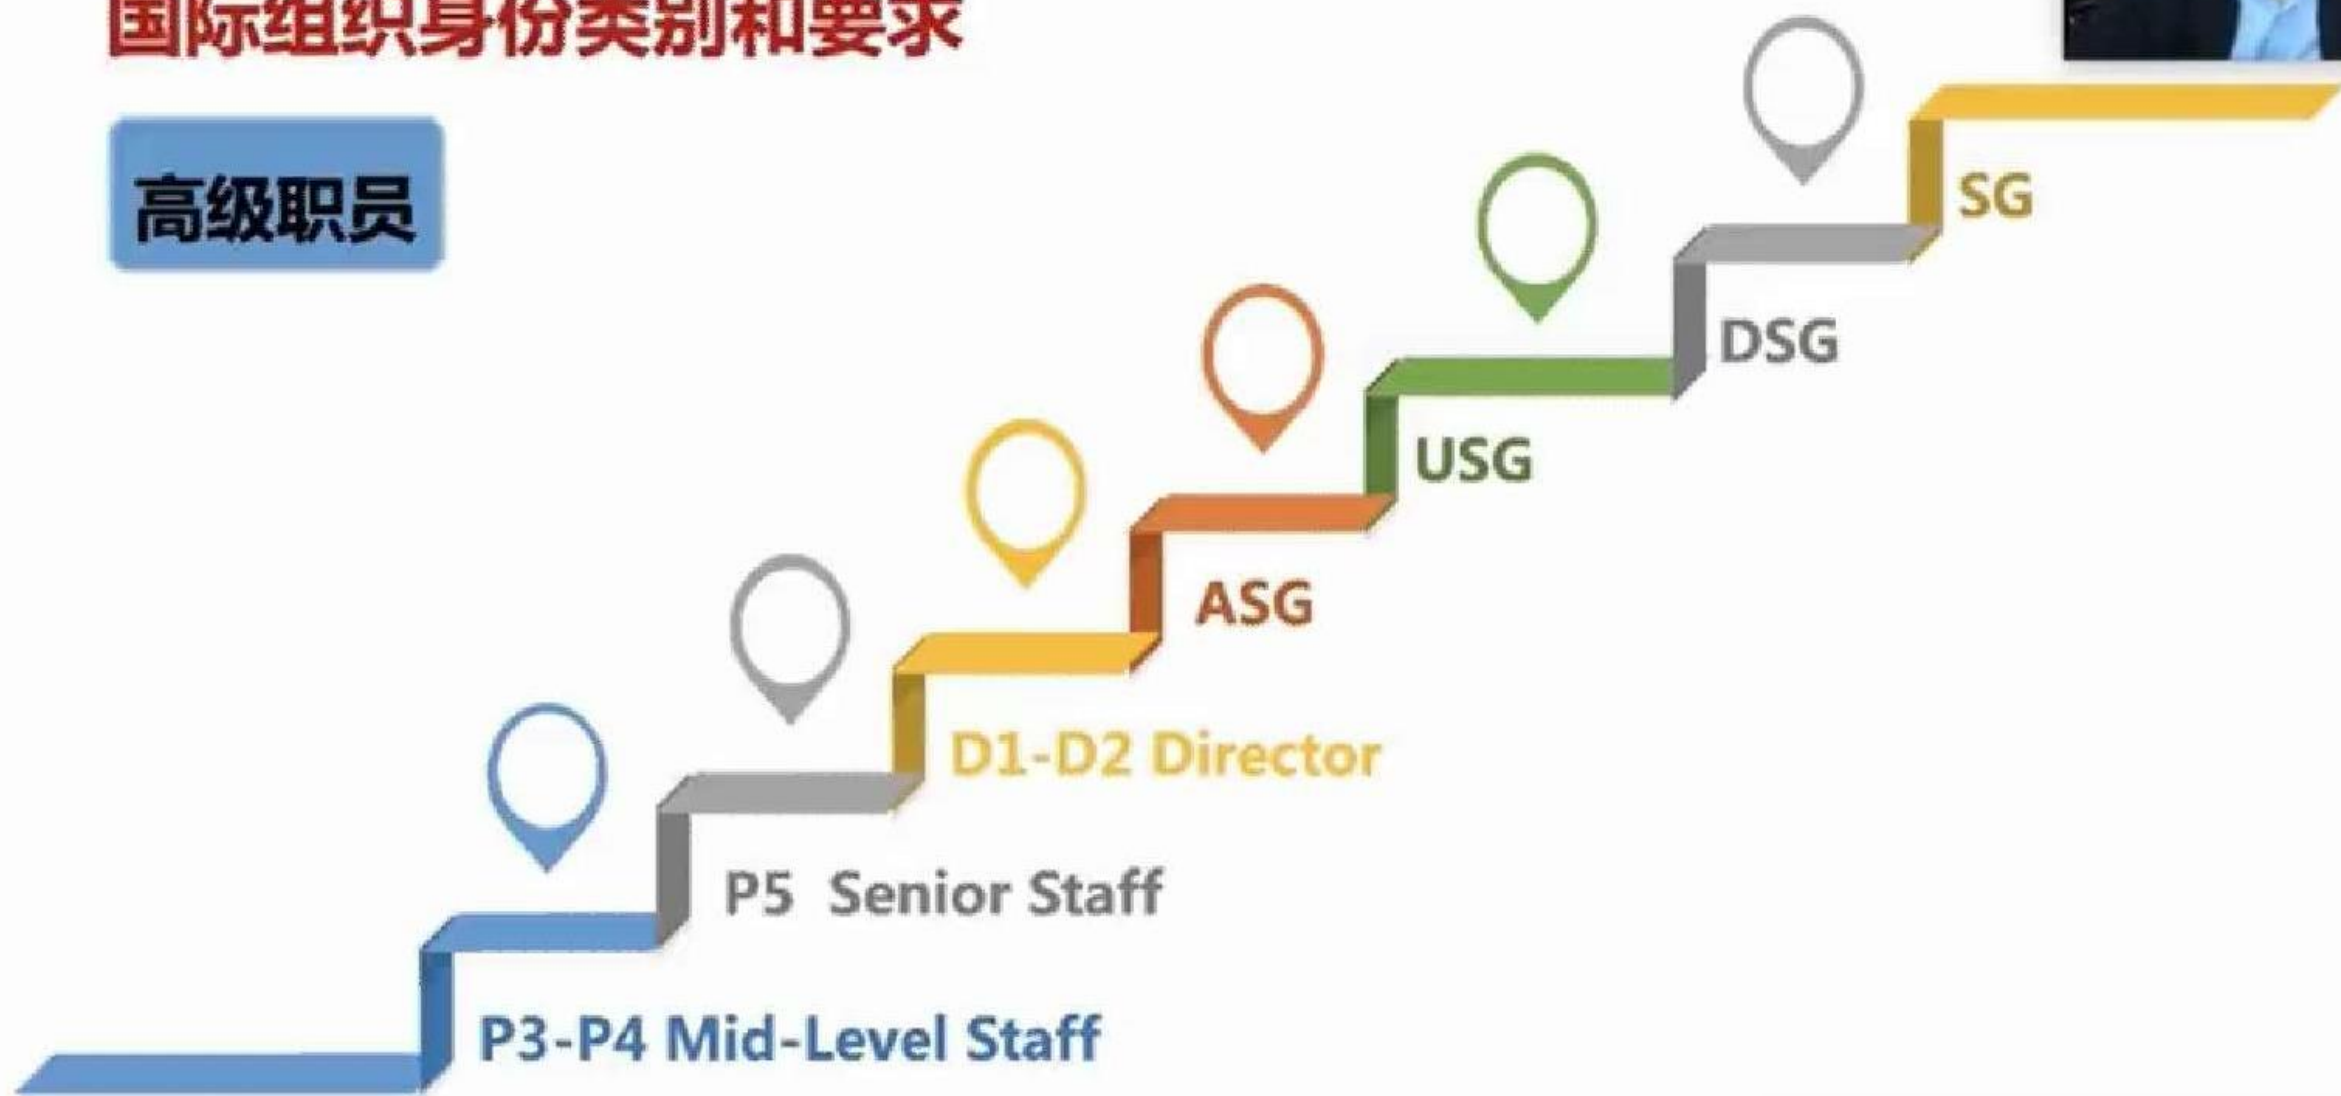 国际组织身份类别和要求
高级职员
SG
DSG
USG
ASG
D1-D2 Director
P5  Senior Staff
P3-P4 Mid-Level Staff